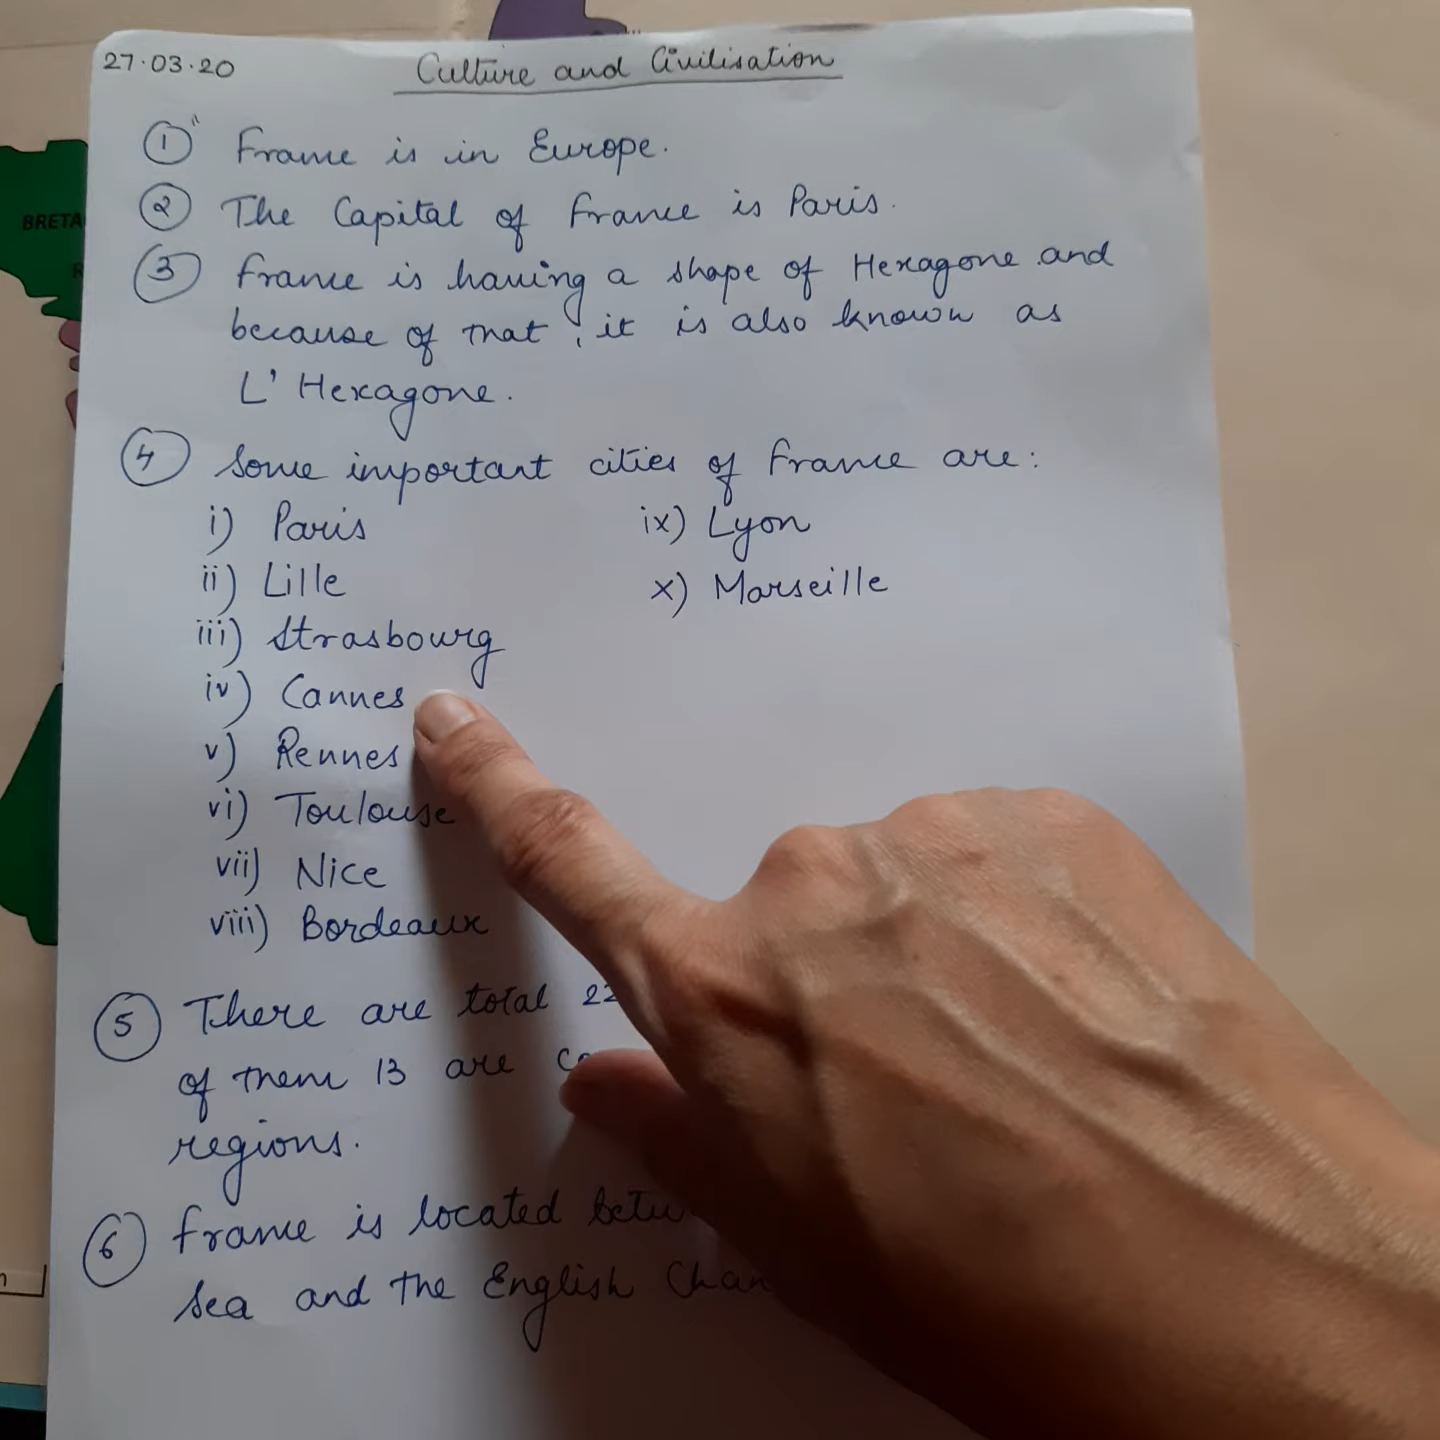 27.03.20 Culture and Civilisation
① France is in Europe.
② The Capital of France is Paris.
③ France is having a shape of Hexagone and
because of that, it is also known as
L'Hexagone.
④ Some important cities of France are:
i) Paris
ii) Lille
iii) Strasbourg
iv) Cannes
v) Rennes
vi) Toulouse
vii) Nice
viii) Bordeaux
ix) Lyon
x) Marseille
⑤ There are total 22
of them 13 are
regions.
⑥ France is located
sea and the English
BRETA